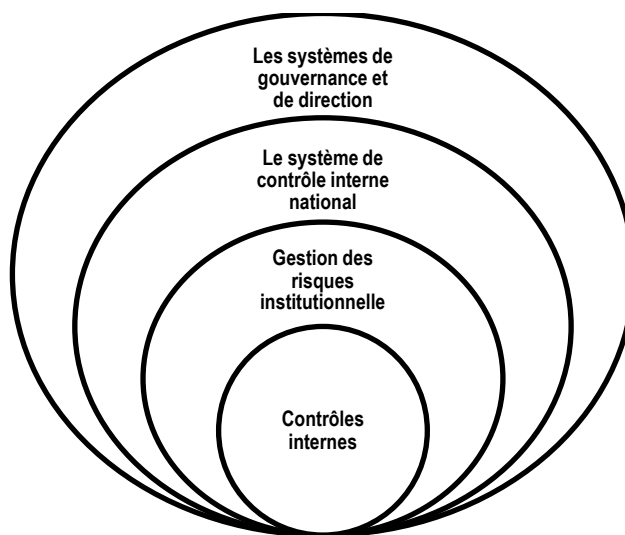 Les systèmes de
gouvernance et
de direction
Le système de
contrôle interne
national
Gestion des
risques
institutionnelle
Contrôles
internes